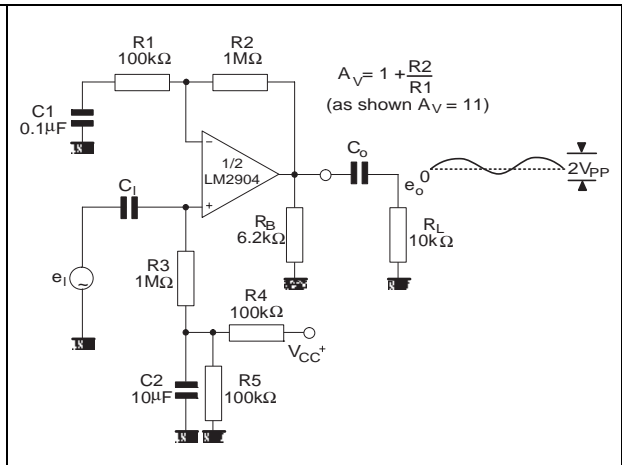 R1
100kΩ
R2
1MΩ
A_V = 1 + R2/R1
(as shown A_V = 11)
C1
0.1μF
1/2
LM2904
C_I
C_o
0
2V_PP
e_o
R_B
6.2kΩ
R_L
10kΩ
R3
1MΩ
e_I
~
R4
100kΩ
V_CC+
C2
10μF
R5
100kΩ